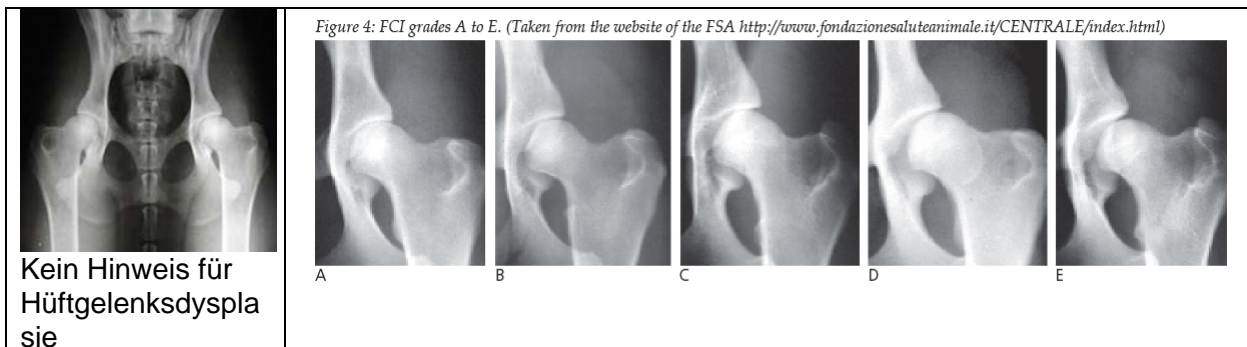 Kein Hinweis für
Hüftgelenksdyspla
sie
Figure 4: FCI grades A to E. (Taken from the website of the FSA http://www.fondazionesaluteanimale.it/CENTRALE/index.html)
A B C D E